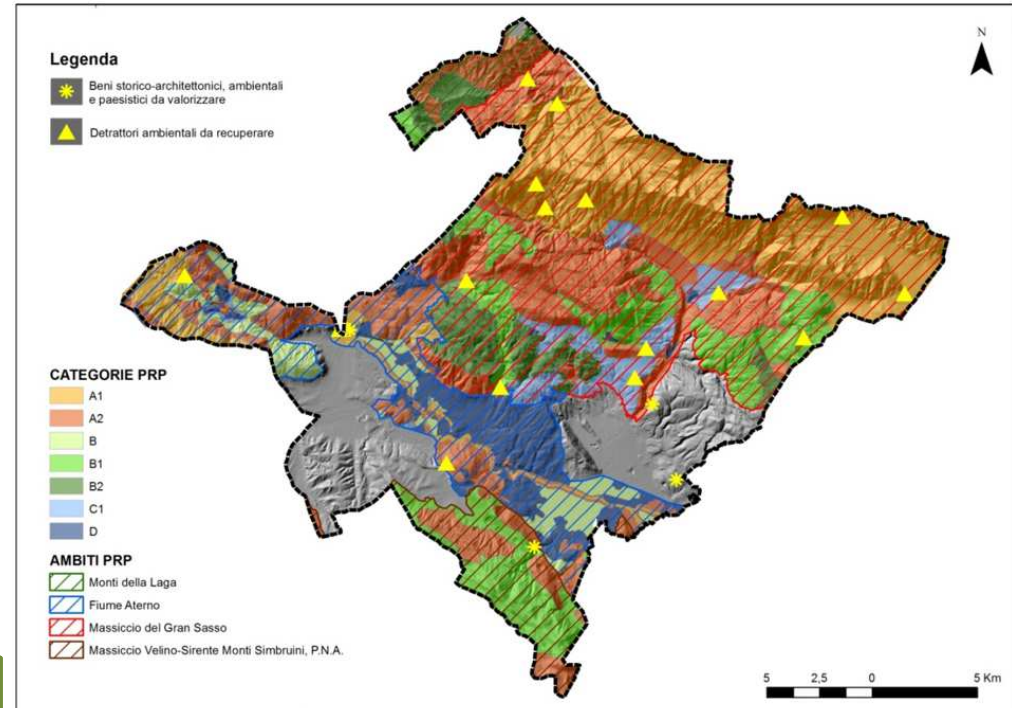 N
Legenda
Beni storico-architettonici, ambientali
e paesistici da valorizzare
Detrattori ambientali da recuperare
CATEGORIE PRP
A1
A2
B
B1
B2
C1
D
AMBITI PRP
Monti della Laga
Fiume Aterno
Massiccio del Gran Sasso
Massiccio Velino-Sirente Monti Simbruini, P.N.A.
5 2,5 0 5 Km